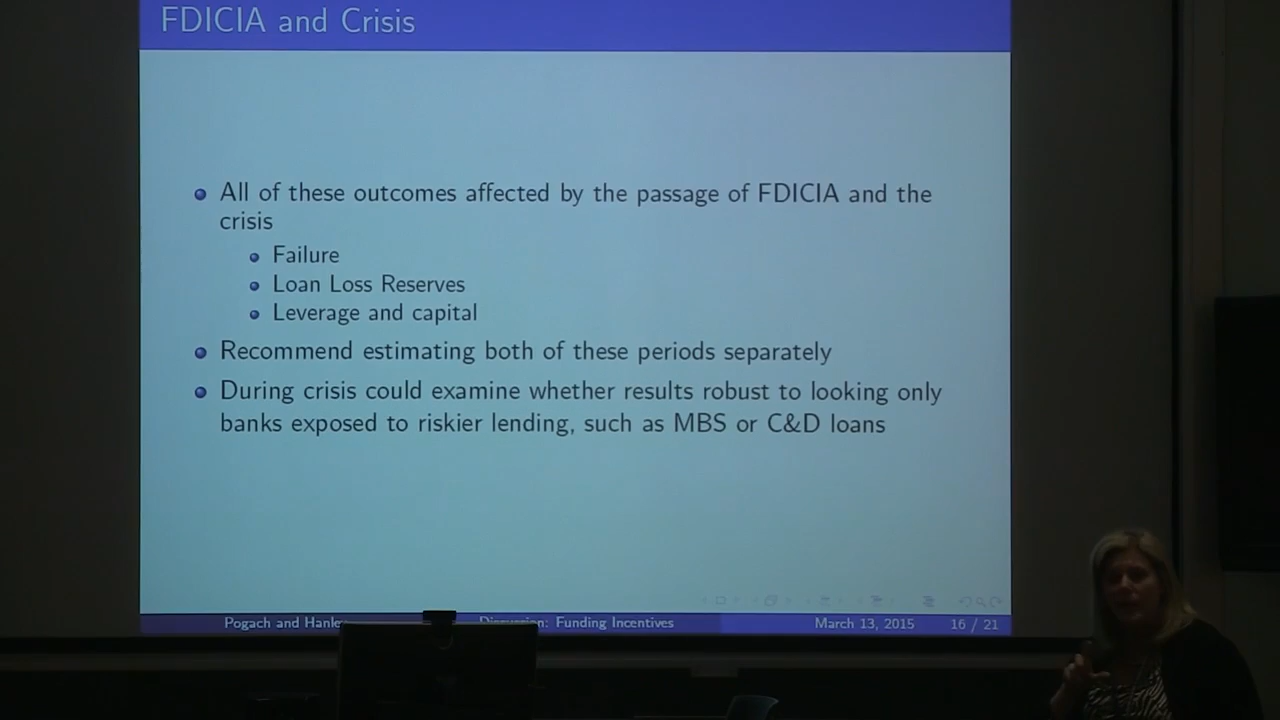 FDICIA and Crisis
All of these outcomes affected by the passage of FDICIA and the
crisis
Failure
Loan Loss Reserves
Leverage and capital
Recommend estimating both of these periods separately
During crisis could examine whether results robust to looking only
banks exposed to riskier lending, such as MBS or C&D loans
Pogach and Hanley Discussion: Funding Incentives March 13, 2015 16 / 21